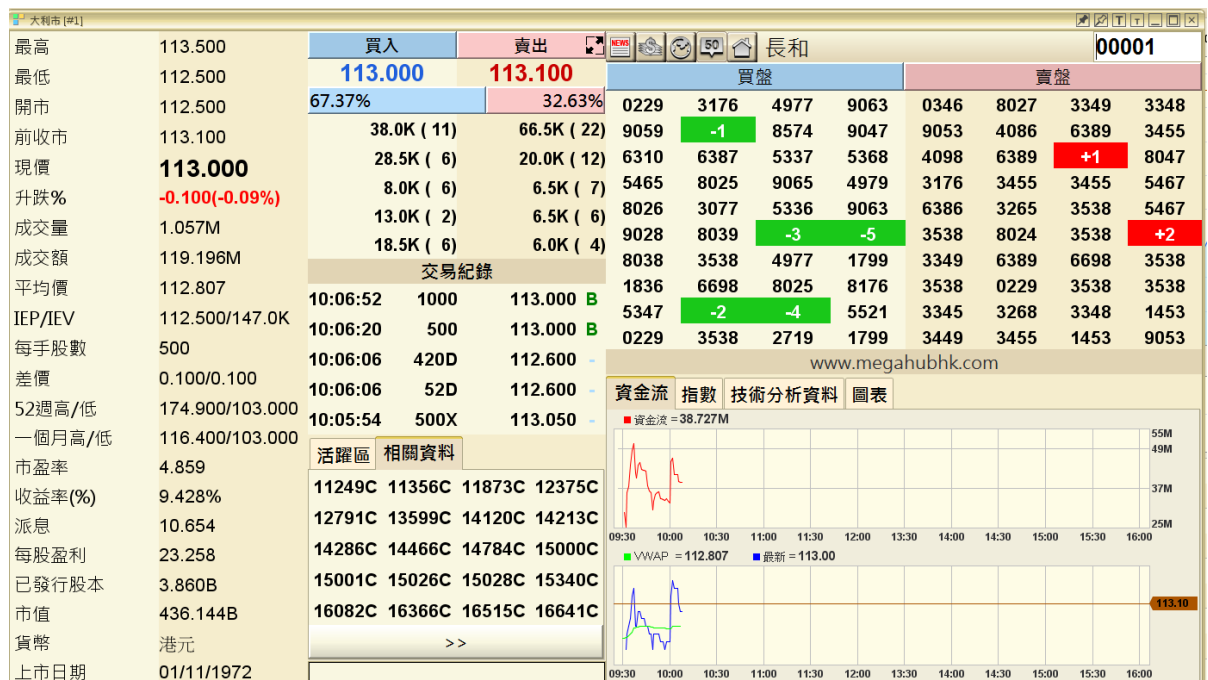 大利市 [#1]
最高 113.500
最低 112.500
開市 112.500
前收市 113.100
現價 113.000
升跌% -0.100(-0.09%)
成交量 1.057M
成交額 119.196M
平均價 112.807
IEP/IEV 112.500/147.0K
每手股數 500
差價 0.100/0.100
52週高/低 174.900/103.000
一個月高/低 116.400/103.000
市盈率 4.859
收益率(%) 9.428%
派息 10.654
每股盈利 23.258
已發行股本 3.860B
市值 436.144B
貨幣 港元
上市日期 01/11/1972
買入 賣出
113.000 113.100
67.37% 32.63%
38.0K ( 11) 66.5K ( 22)
28.5K ( 6) 20.0K ( 12)
8.0K ( 6) 6.5K ( 7)
13.0K ( 2) 6.5K ( 6)
18.5K ( 6) 6.0K ( 4)
交易紀錄
10:06:52 1000 113.000 B
10:06:20 500 113.000 B
10:06:06 420D 112.600 -
10:06:06 52D 112.600 -
10:05:54 500X 113.050 -
活躍區 相關資料
11249C 11356C 11873C 12375C
12791C 13599C 14120C 14213C
14286C 14466C 14784C 15000C
15001C 15026C 15028C 15340C
16082C 16366C 16515C 16641C
>>
NEWS 50 長和 00001
買盤 賣盤
0229 3176 4977 9063 0346 8027 3349 3348
9059 -1 8574 9047 9053 4086 6389 3455
6310 6387 5337 5368 4098 6389 +1 8047
5465 8025 9065 4979 3176 3455 3455 5467
8026 3077 5336 9063 6386 3265 3538 5467
9028 8039 -3 -5 3538 8024 3538 +2
8038 3538 4977 1799 3349 6389 6698 3538
1836 6698 8025 8176 3538 0229 3538 3538
5347 -2 -4 5521 3345 3268 3348 1453
0229 3538 2719 1799 3449 3455 1453 9053
www.megahubhk.com
資金流 指數 技術分析資料 圖表
資金流 = 38.727M
55M
49M
37M
25M
09:30 10:00 10:30 11:00 11:30 12:00 13:30 14:00 14:30 15:00 15:30 16:00
VWAP = 112.807 最新 = 113.00
113.10
09:30 10:00 10:30 11:00 11:30 12:00 13:30 14:00 14:30 15:00 15:30 16:00